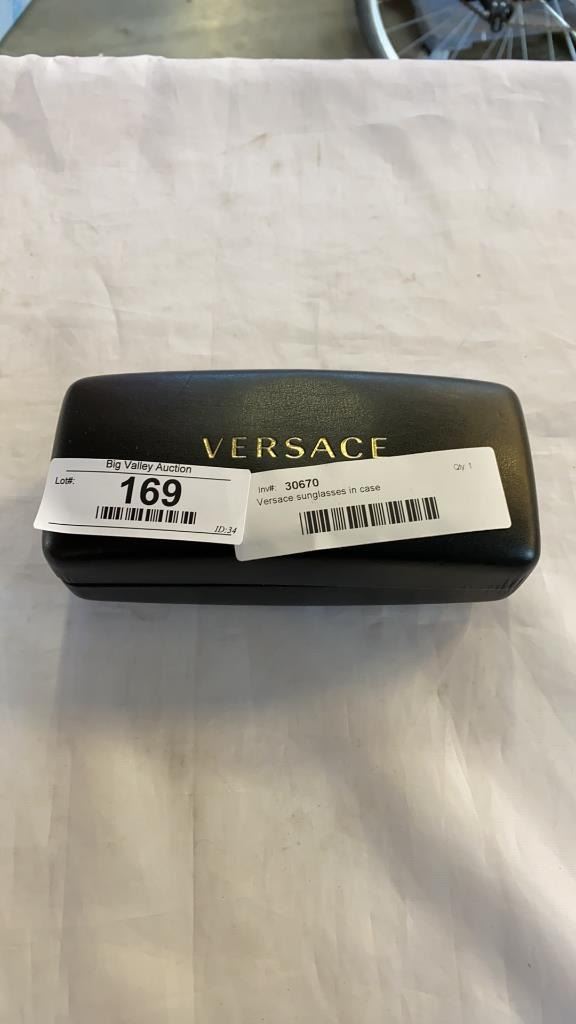 VERSACE
Big Valley Auction
Lot#: 169
ID:34
Qty: 1
Inv#: 30670
Versace sunglasses in case